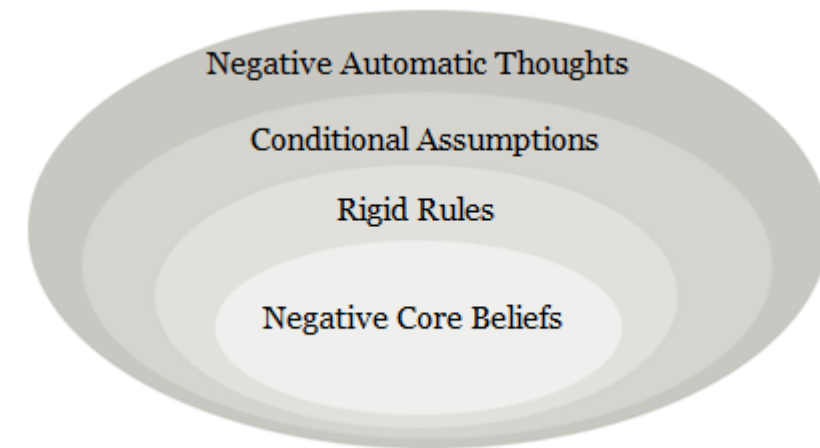 Negative Automatic Thoughts
Conditional Assumptions
Rigid Rules
Negative Core Beliefs